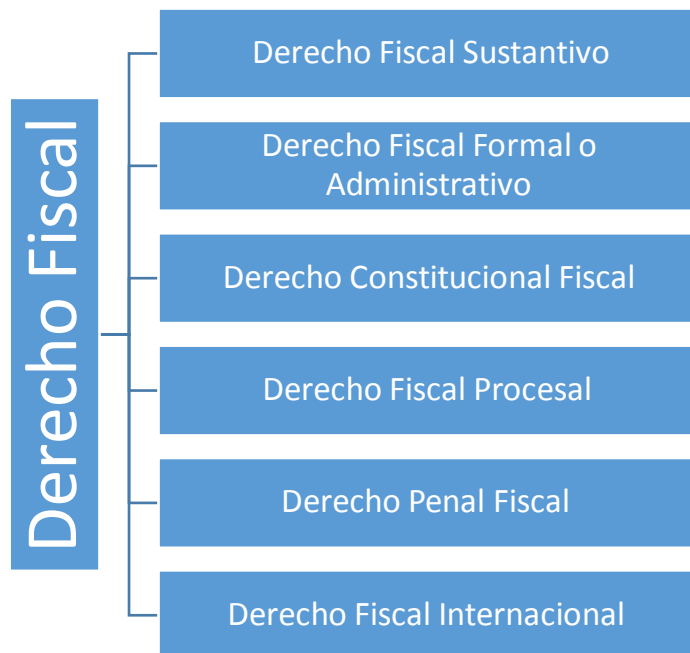 Derecho Fiscal
Derecho Fiscal Sustantivo
Derecho Fiscal Formal o
Administrativo
Derecho Constitucional Fiscal
Derecho Fiscal Procesal
Derecho Penal Fiscal
Derecho Fiscal Internacional